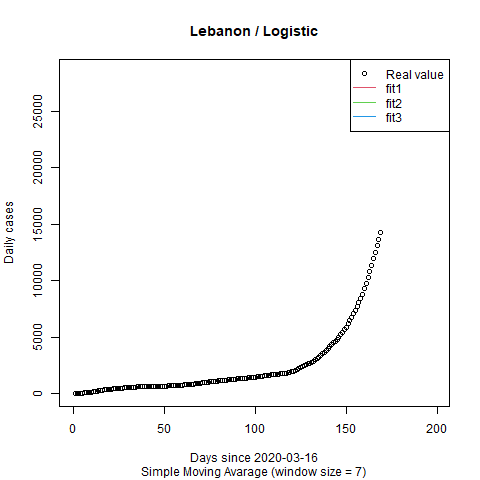 Lebanon / Logistic
Real value
fit1
fit2
fit3
Daily cases
25000
20000
15000
10000
5000
0
0 50 100 150 200
Days since 2020-03-16
Simple Moving Avarage (window size = 7)